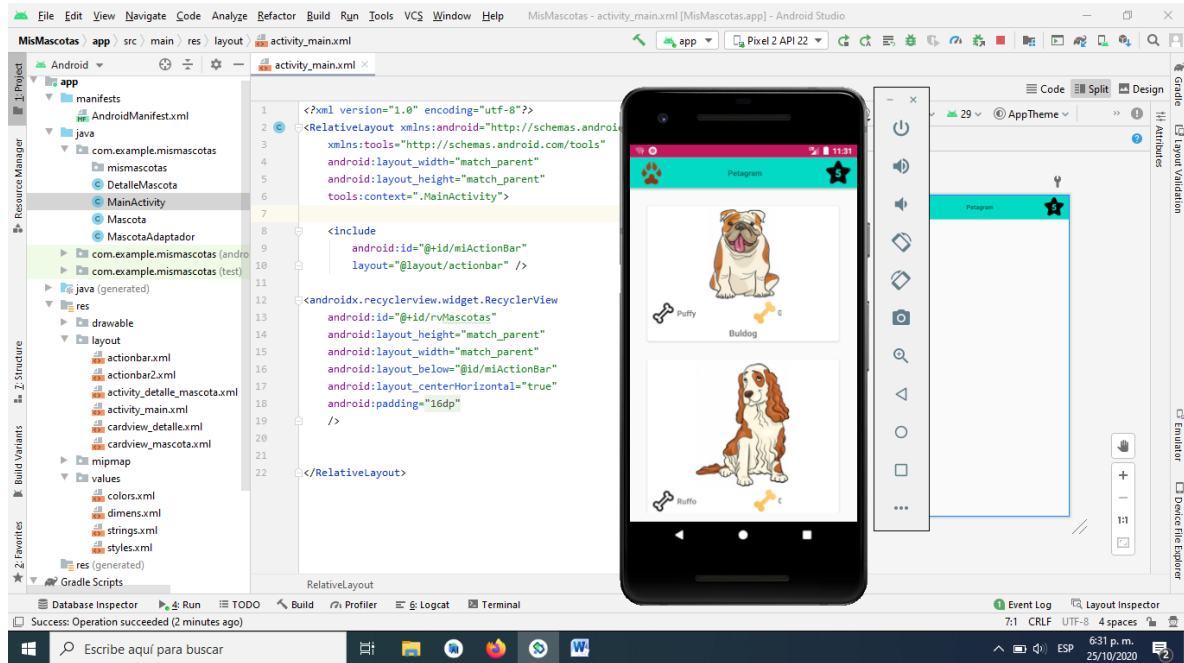 File Edit View Navigate Code Analyze Refactor Build Run Tools VCS Window Help MisMascotas - activity_main.xml [MisMascotas.app] - Android Studio
MisMascotas app src main res layout activity_main.xml app Pixel 2 API 22
1: Project
Resource Manager
7: Structure
Build Variants
2: Favorites
Android
app
manifests
AndroidManifest.xml
java
com.example.mismascotas
mismascotas
DetalleMascota
MainActivity
Mascota
MascotaAdaptador
com.example.mismascotas (andro
com.example.mismascotas (test)
java (generated)
res
drawable
layout
actionbar.xml
actionbar2.xml
activity_detalle_mascota.xml
activity_main.xml
cardview_detalle.xml
cardview_mascota.xml
mipmap
values
colors.xml
dimens.xml
strings.xml
styles.xml
res (generated)
Gradle Scripts
activity_main.xml
Code Split Design
1 <?xml version="1.0" encoding="utf-8"?>
2 <RelativeLayout xmlns:android="http://schemas.androi
3 xmlns:tools="http://schemas.android.com/tools"
4 android:layout_width="match_parent"
5 android:layout_height="match_parent"
6 tools:context=".MainActivity">
7
8 <include
9 android:id="@+id/miActionBar"
10 layout="@layout/actionbar" />
11
12 <androidx.recyclerview.widget.RecyclerView
13 android:id="@+id/rvMascotas"
14 android:layout_height="match_parent"
15 android:layout_width="match_parent"
16 android:layout_below="@id/miActionBar"
17 android:layout_centerHorizontal="true"
18 android:padding="16dp"
19 />
20
21
22 </RelativeLayout>
RelativeLayout
11:31
Petagram 5
Puffy
Buldog
Ruffo
29 AppTheme
Petagram 5
1:1
Gradle
Layout Validation
Attributes
Emulator
Device File Explorer
Database Inspector 4: Run TODO Build Profiler 6: Logcat Terminal 1 Event Log Layout Inspector
Success: Operation succeeded (2 minutes ago) 7:1 CRLF UTF-8 4 spaces
Escribe aquí para buscar ESP 6:31 p. m.
25/10/2020 2